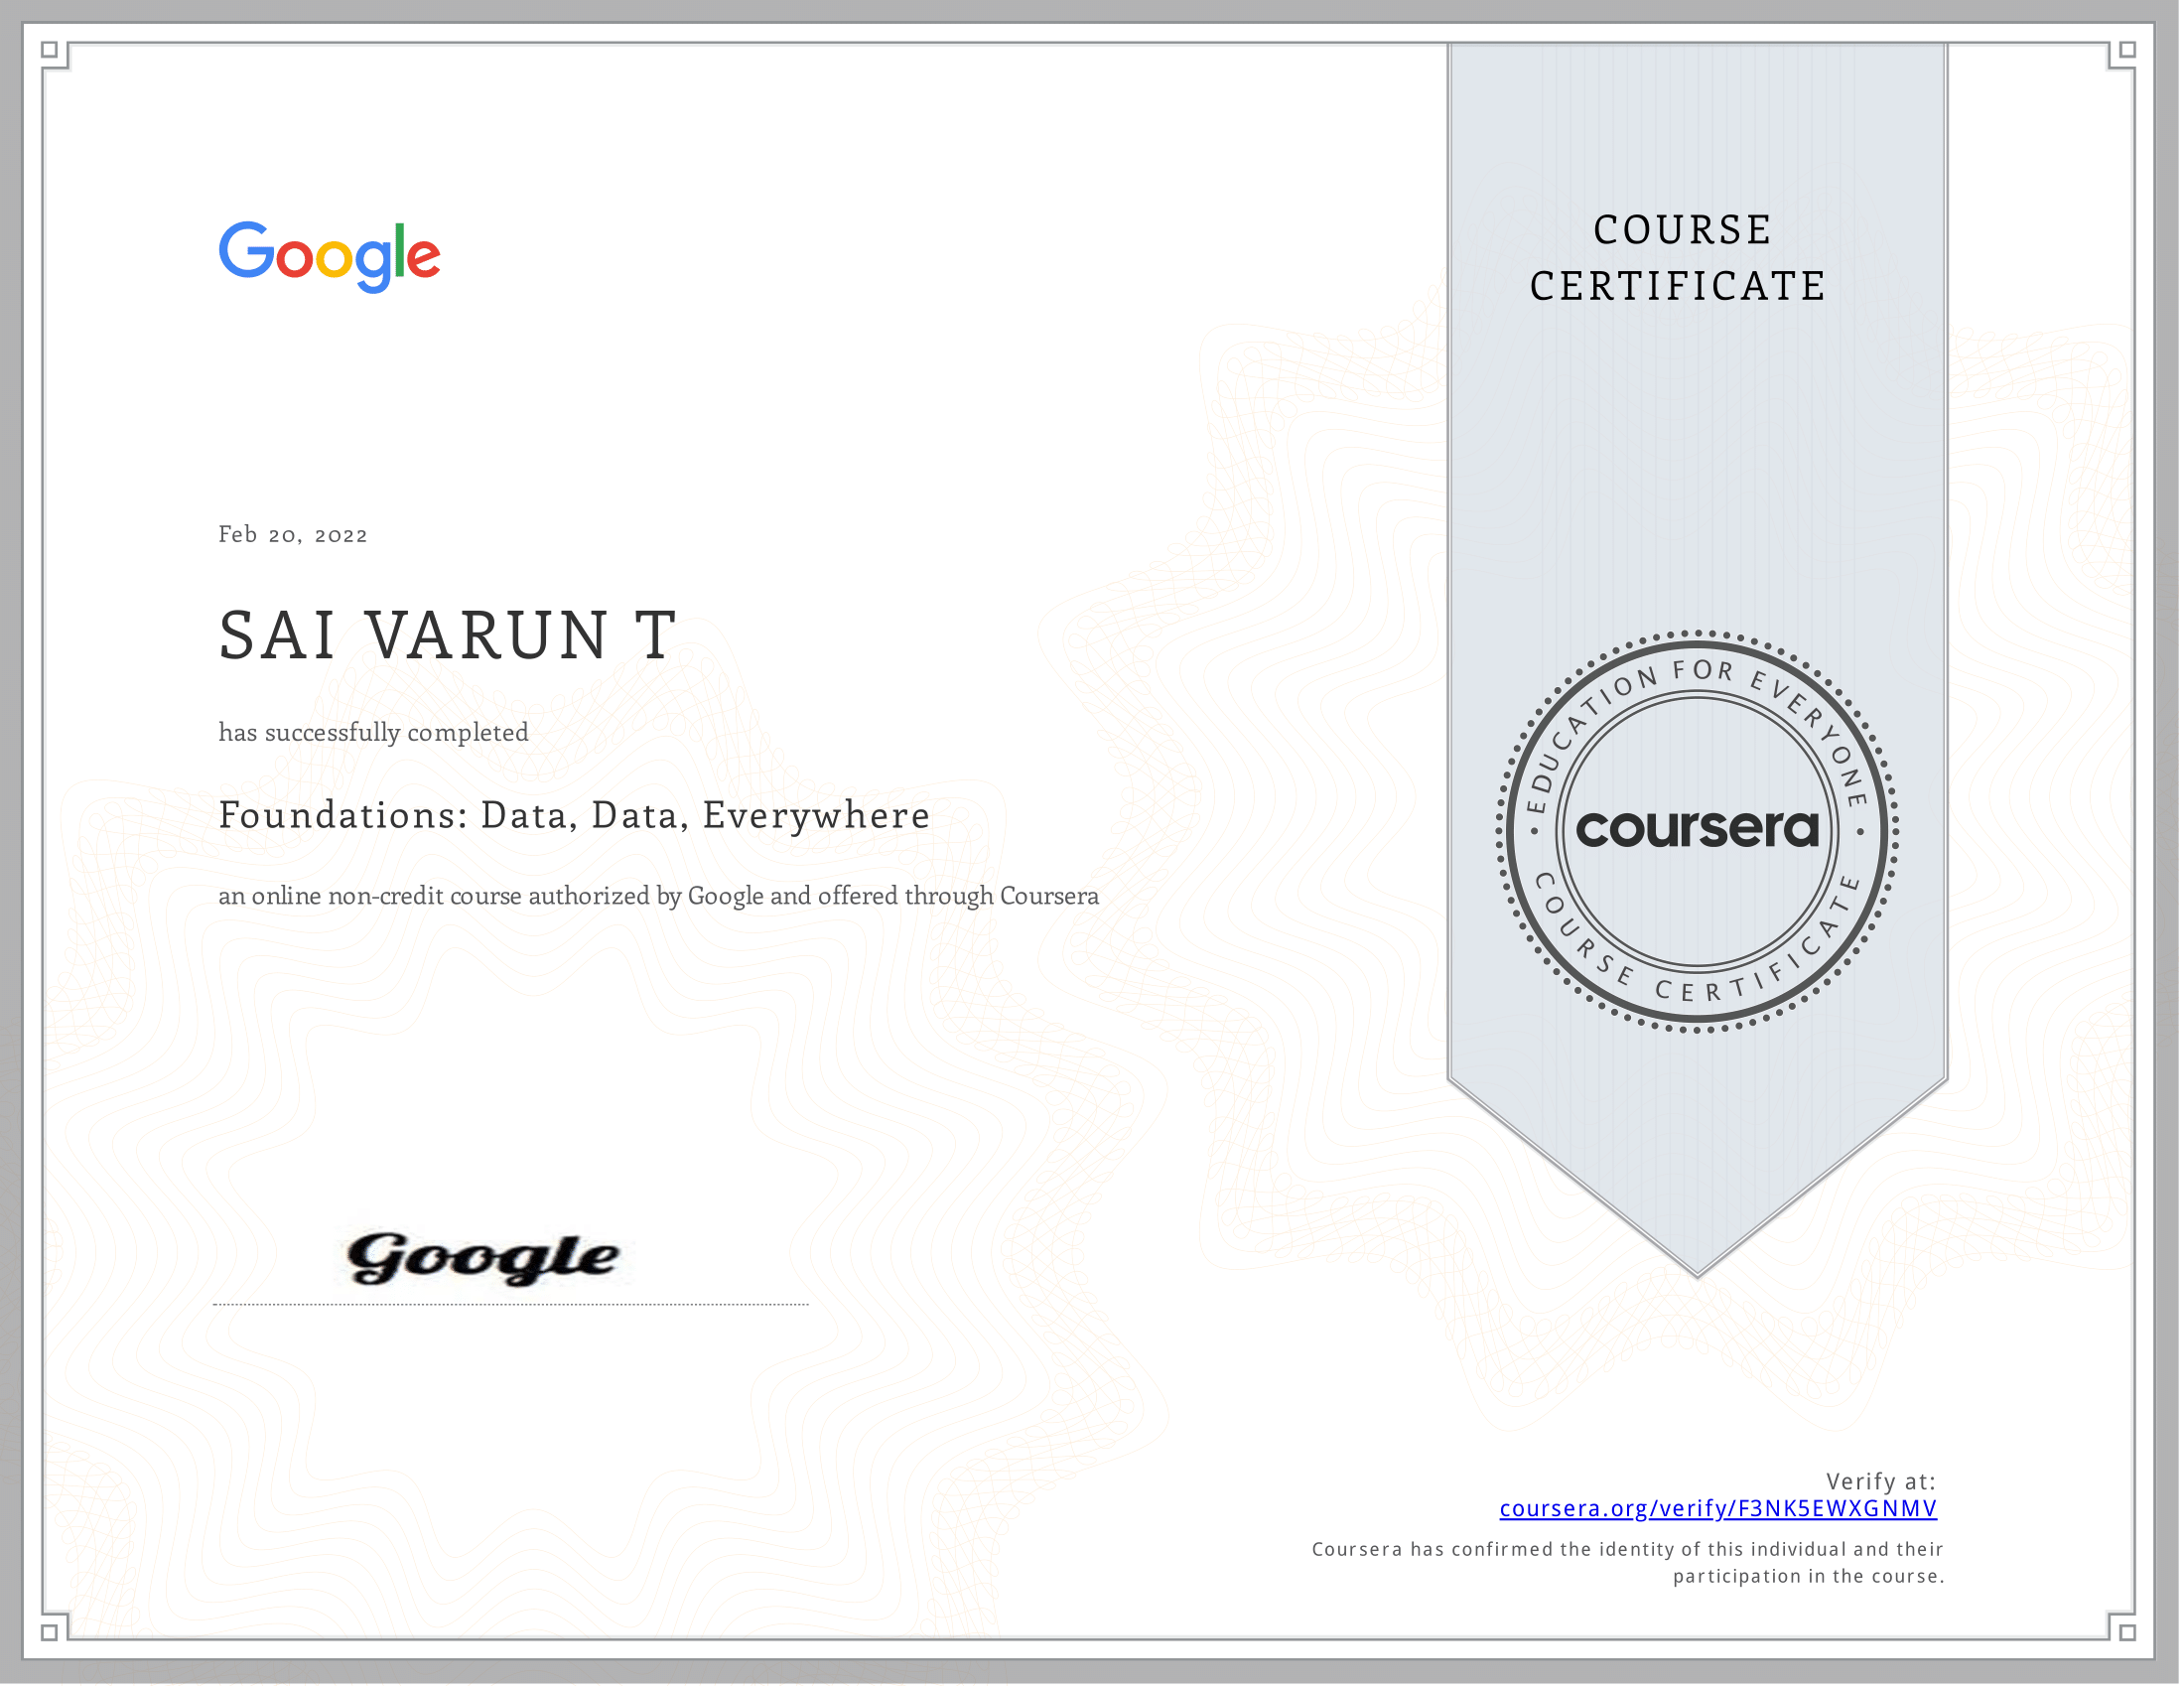 Google
COURSE
CERTIFICATE
Feb 20, 2022
SAI VARUN T
has successfully completed
Foundations: Data, Data, Everywhere
an online non-credit course authorized by Google and offered through Coursera
EDUCATION FOR EVERYONE
coursera
COURSE CERTIFICATE
Google
Verify at:
coursera.org/verify/F3NK5EWXGNMV
Coursera has confirmed the identity of this individual and their
participation in the course.